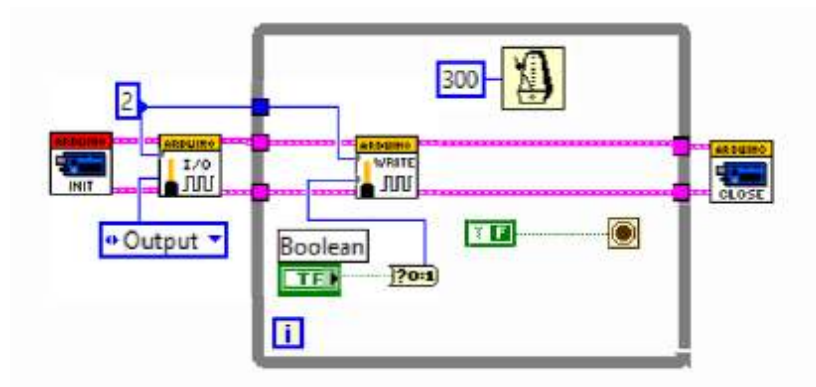 300
2
ARDUINO
INIT
ARDUINO
I/O
ARDUINO
WRITE
ARDUINO
CLOSE
Output
Boolean
TF
?0:1
T F
i